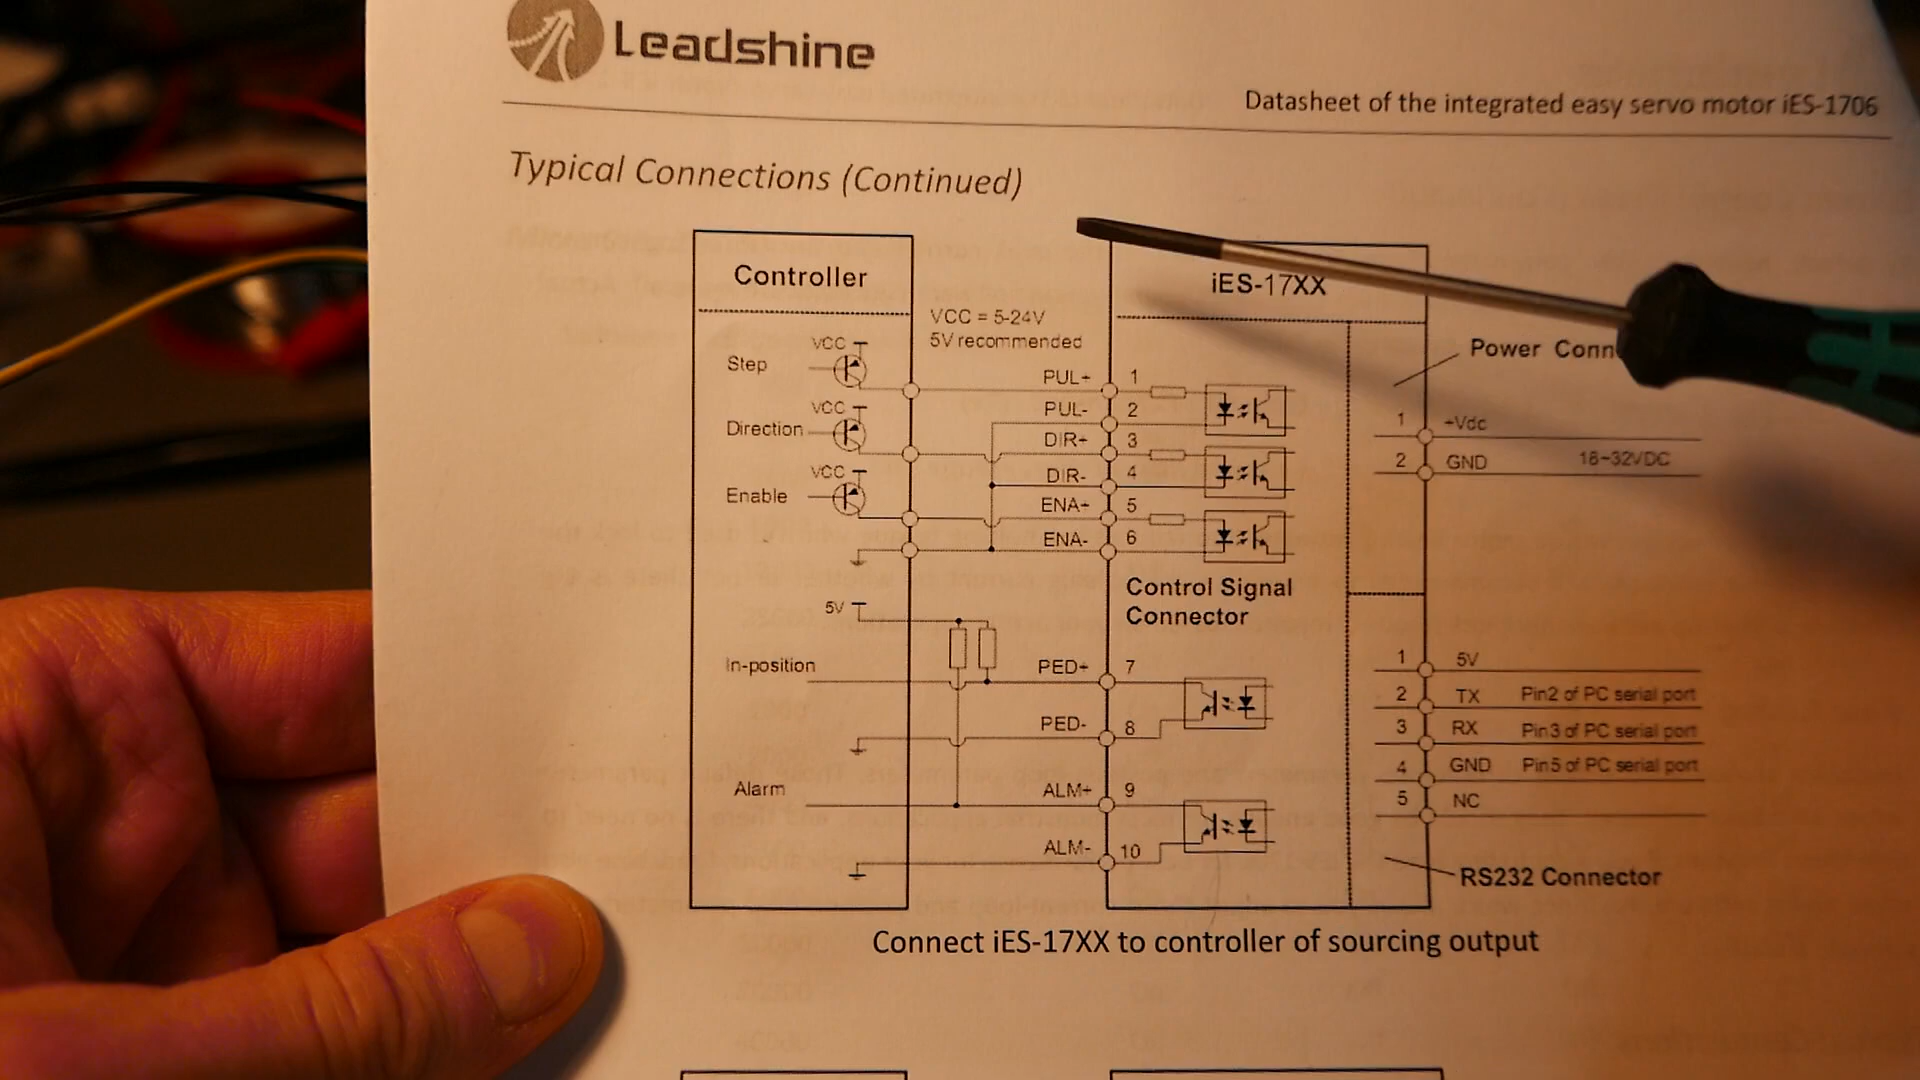 Leadshine
Datasheet of the integrated easy servo motor iES-1706
Typical Connections (Continued)
Controller
iES-17XX
VCC = 5-24V
5V recommended
VCC
Step
PUL+ 1
PUL- 2
VCC
Direction
DIR+ 3
DIR- 4
VCC
Enable
ENA+ 5
ENA- 6
Control Signal
Connector
5V
In-position
PED+ 7
PED- 8
Alarm
ALM+ 9
ALM- 10
Power
1 +Vdc
2 GND 18~32VDC
1 5V
2 TX Pin2 of PC serial port
3 RX Pin3 of PC serial port
4 GND Pin5 of PC serial port
5 NC
RS232 Connector
Connect iES-17XX to controller of sourcing output